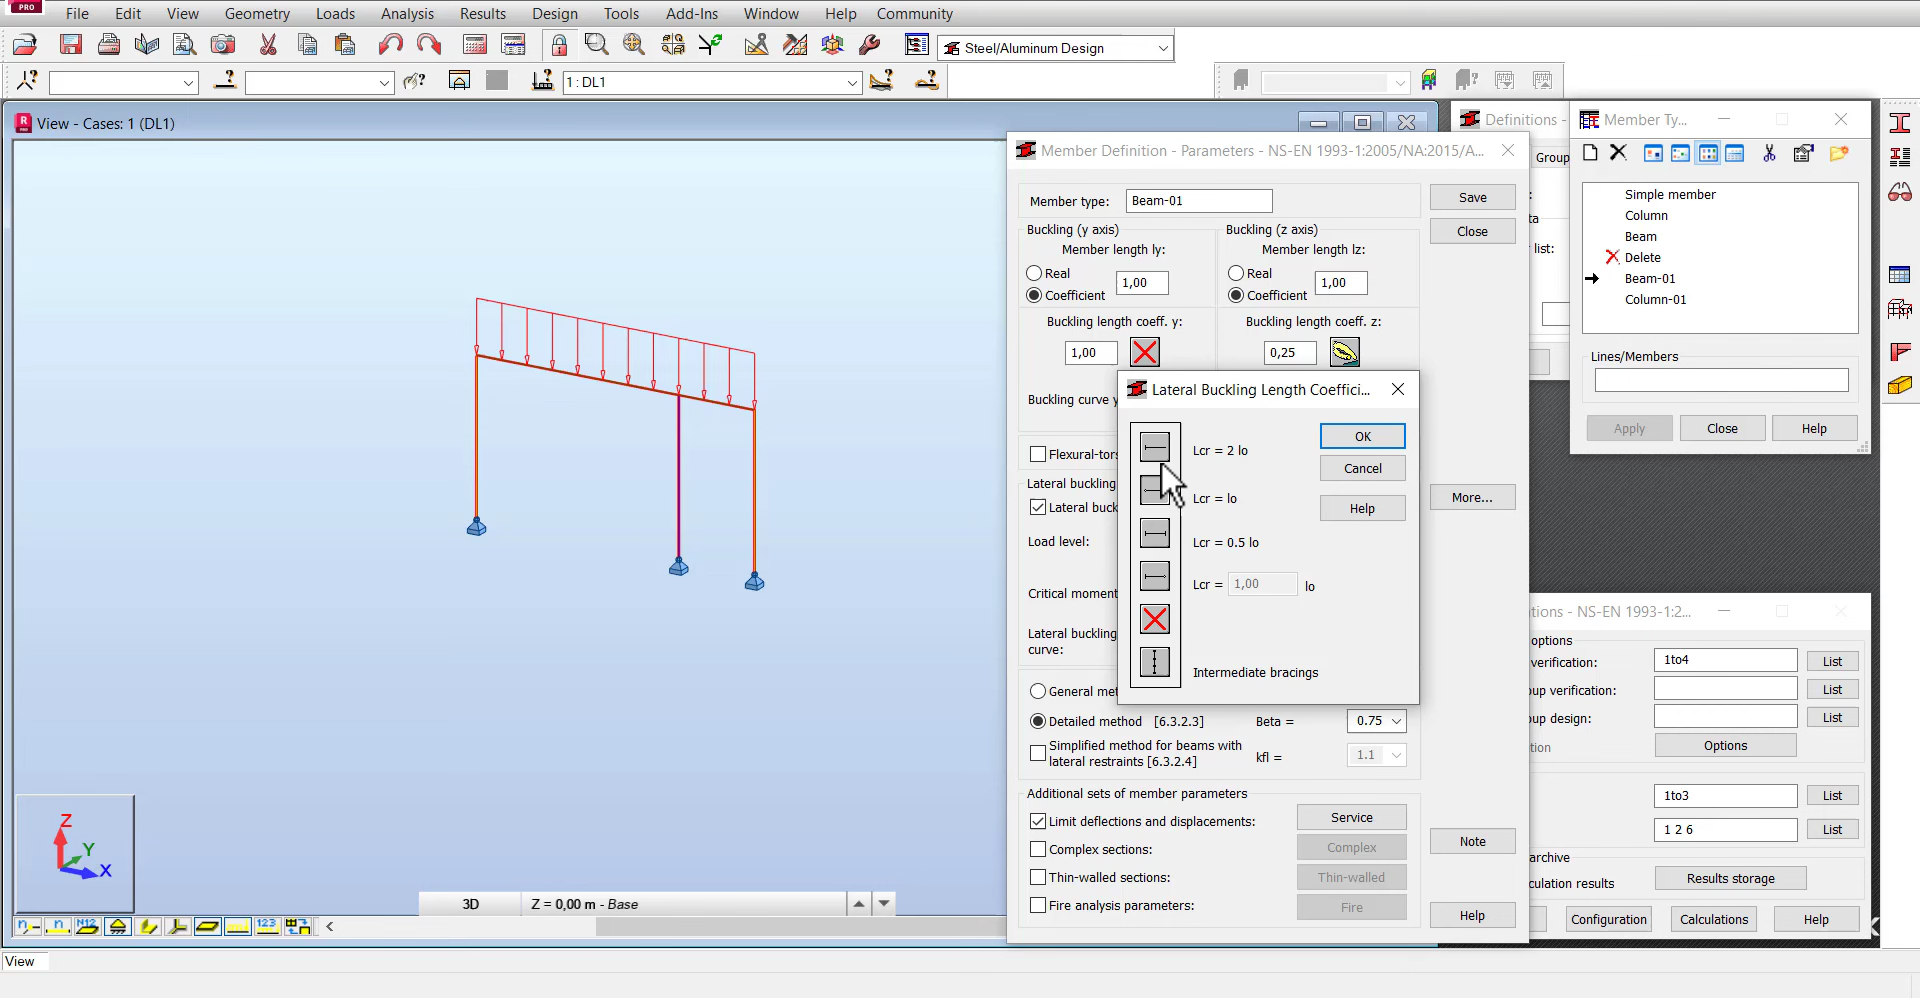 PRO
File Edit View Geometry Loads Analysis Results Design Tools Add-Ins Window Help Community
Steel/Aluminum Design
1 : DL1
View - Cases: 1 (DL1)
Definitions -
Member Ty...
Member Definition - Parameters - NS-EN 1993-1:2005/NA:2015/A...
Group
Member type: Beam-01
Save
Close
Buckling (y axis)
Member length ly:
Real
Coefficient
1,00
Buckling length coeff. y:
1,00
Buckling (z axis)
Member length lz:
Real
Coefficient
1,00
Buckling length coeff. z:
0,25
Buckling curve y
Flexural-tors
Lateral buckling
Lateral buck
Load level:
Critical moment
Lateral buckling
curve:
Lateral Buckling Length Coeffici...
Lcr = 2 lo
Lcr = lo
Lcr = 0.5 lo
Lcr = 1,00 lo
Intermediate bracings
OK
Cancel
Help
More...
General met
Detailed method [6.3.2.3] Beta = 0.75
Simplified method for beams with
lateral restraints [6.3.2.4]
kfl = 1.1
Additional sets of member parameters
Limit deflections and displacements: Service
Complex sections: Complex
Thin-walled sections: Thin-walled
Fire analysis parameters: Fire
Note
Help
Simple member
Column
Beam
Delete
Beam-01
Column-01
list:
Lines/Members
Apply Close Help
tions - NS-EN 1993-1:2...
options
verification: 1to4 List
up verification: List
up design: List
tion Options
1to3 List
1 2 6 List
archive
culation results Results storage
Configuration Calculations Help
Z
Y
X
3D Z = 0,00 m - Base
N12
123
View